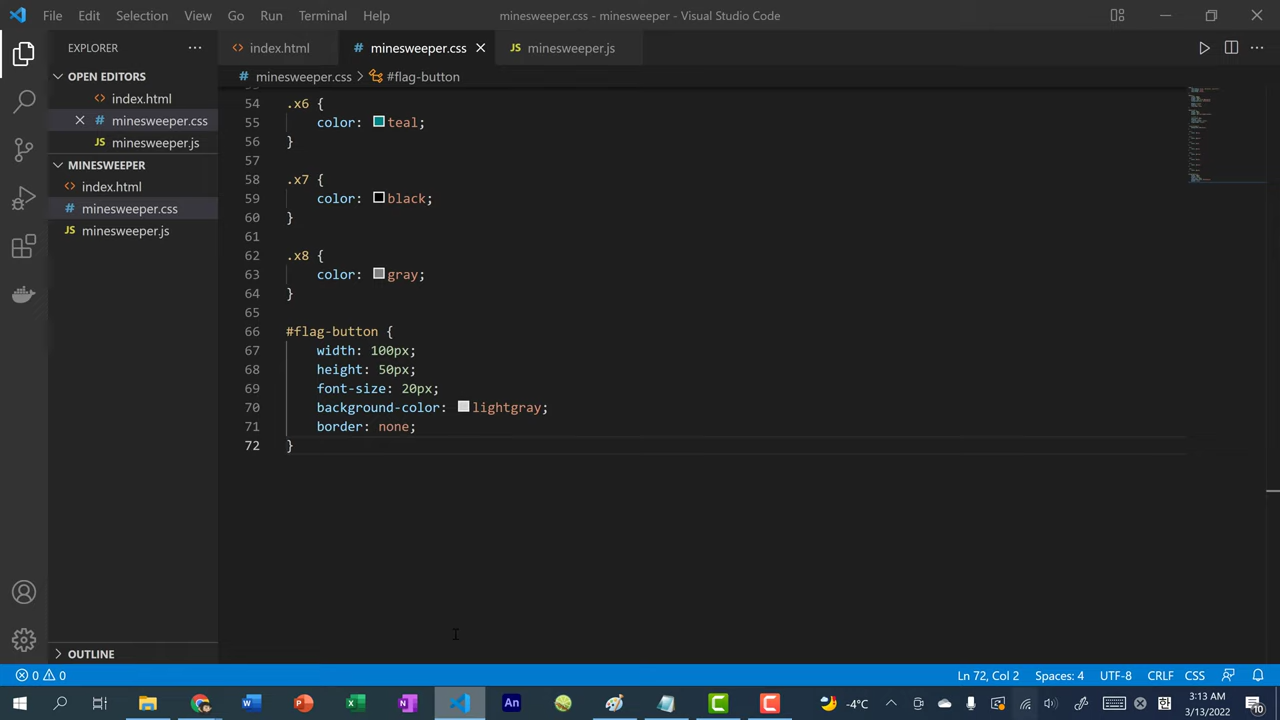 File Edit Selection View Go Run Terminal Help minesweeper.css - minesweeper - Visual Studio Code
EXPLORER
OPEN EDITORS
index.html
minesweeper.css
minesweeper.js
MINESWEEPER
index.html
minesweeper.css
minesweeper.js
OUTLINE
index.html minesweeper.css minesweeper.js
minesweeper.css > #flag-button
54 .x6 {
55 color: teal;
56 }
57
58 .x7 {
59 color: black;
60 }
61
62 .x8 {
63 color: gray;
64 }
65
66 #flag-button {
67 width: 100px;
68 height: 50px;
69 font-size: 20px;
70 background-color: lightgray;
71 border: none;
72 }
0 0 Ln 72, Col 2 Spaces: 4 UTF-8 CRLF CSS
-4°C 3:13 AM
3/13/2022
10